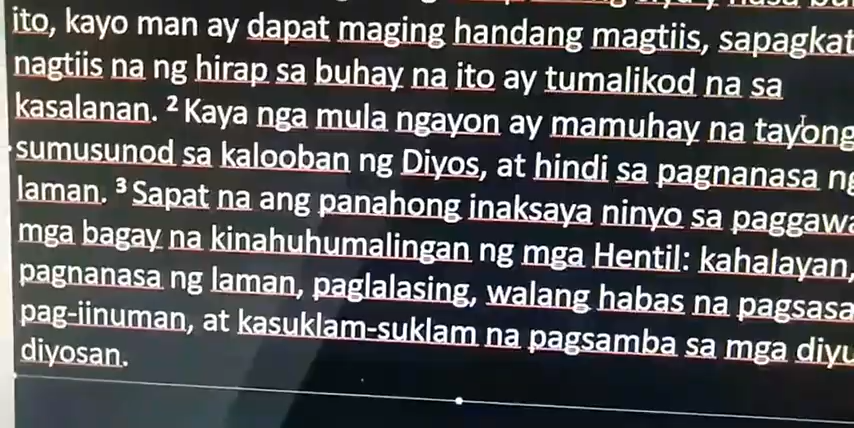 ito, kayo man ay dapat maging handang magtiis, sapagkat
nagtiis na ng hirap sa buhay na ito ay tumalikod na sa
kasalanan. ² Kaya nga mula ngayon ay mamuhay na tayong
sumusunod sa kalooban ng Diyos, at hindi sa pagnanasa ng
laman. ³ Sapat na ang panahong inaksaya ninyo sa paggawa
mga bagay na kinahuhumalingan ng mga Hentil: kahalayan,
pagnanasa ng laman, paglalasing, walang habas na pagsasa
pag-iinuman, at kasuklam-suklam na pagsamba sa mga diyu
diyosan.